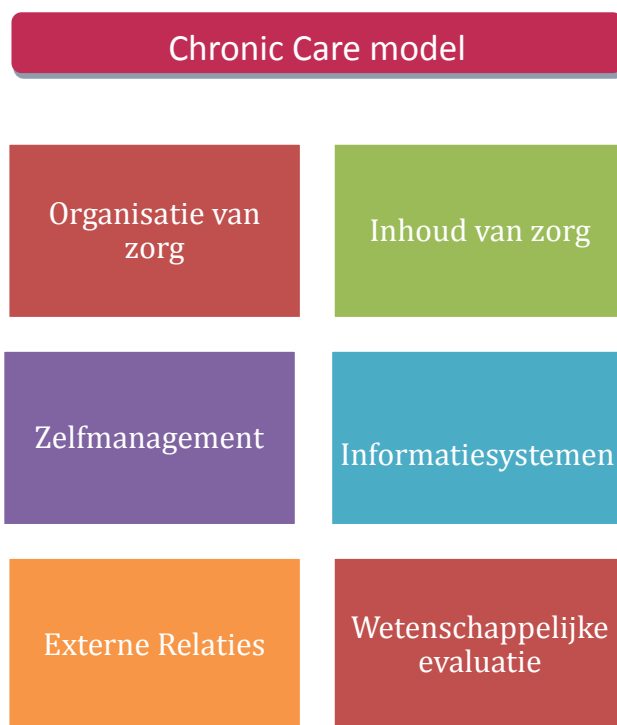 Chronic Care model
Organisatie van
zorg
Inhoud van zorg
Zelfmanagement
Informatiesystemen
Externe Relaties
Wetenschappelijke
evaluatie